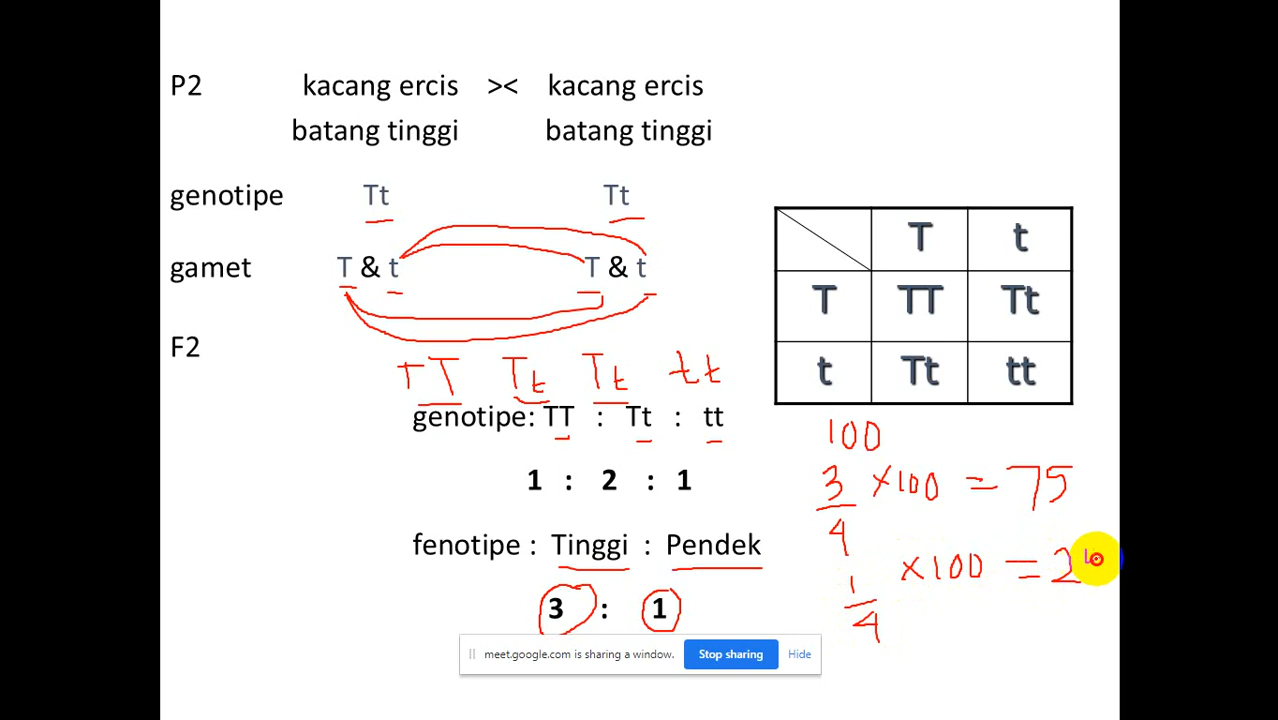 P2 kacang ercis >< kacang ercis
batang tinggi batang tinggi
genotipe Tt Tt
gamet T & t T & t
F2
TT Tt Tt tt
genotipe: TT : Tt : tt
1 : 2 : 1
fenotipe : Tinggi : Pendek
3 : 1
T t
T TT Tt
t Tt tt
100
3/4 ×100 = 75
1/4 ×100 = 2
meet.google.com is sharing a window. Stop sharing Hide